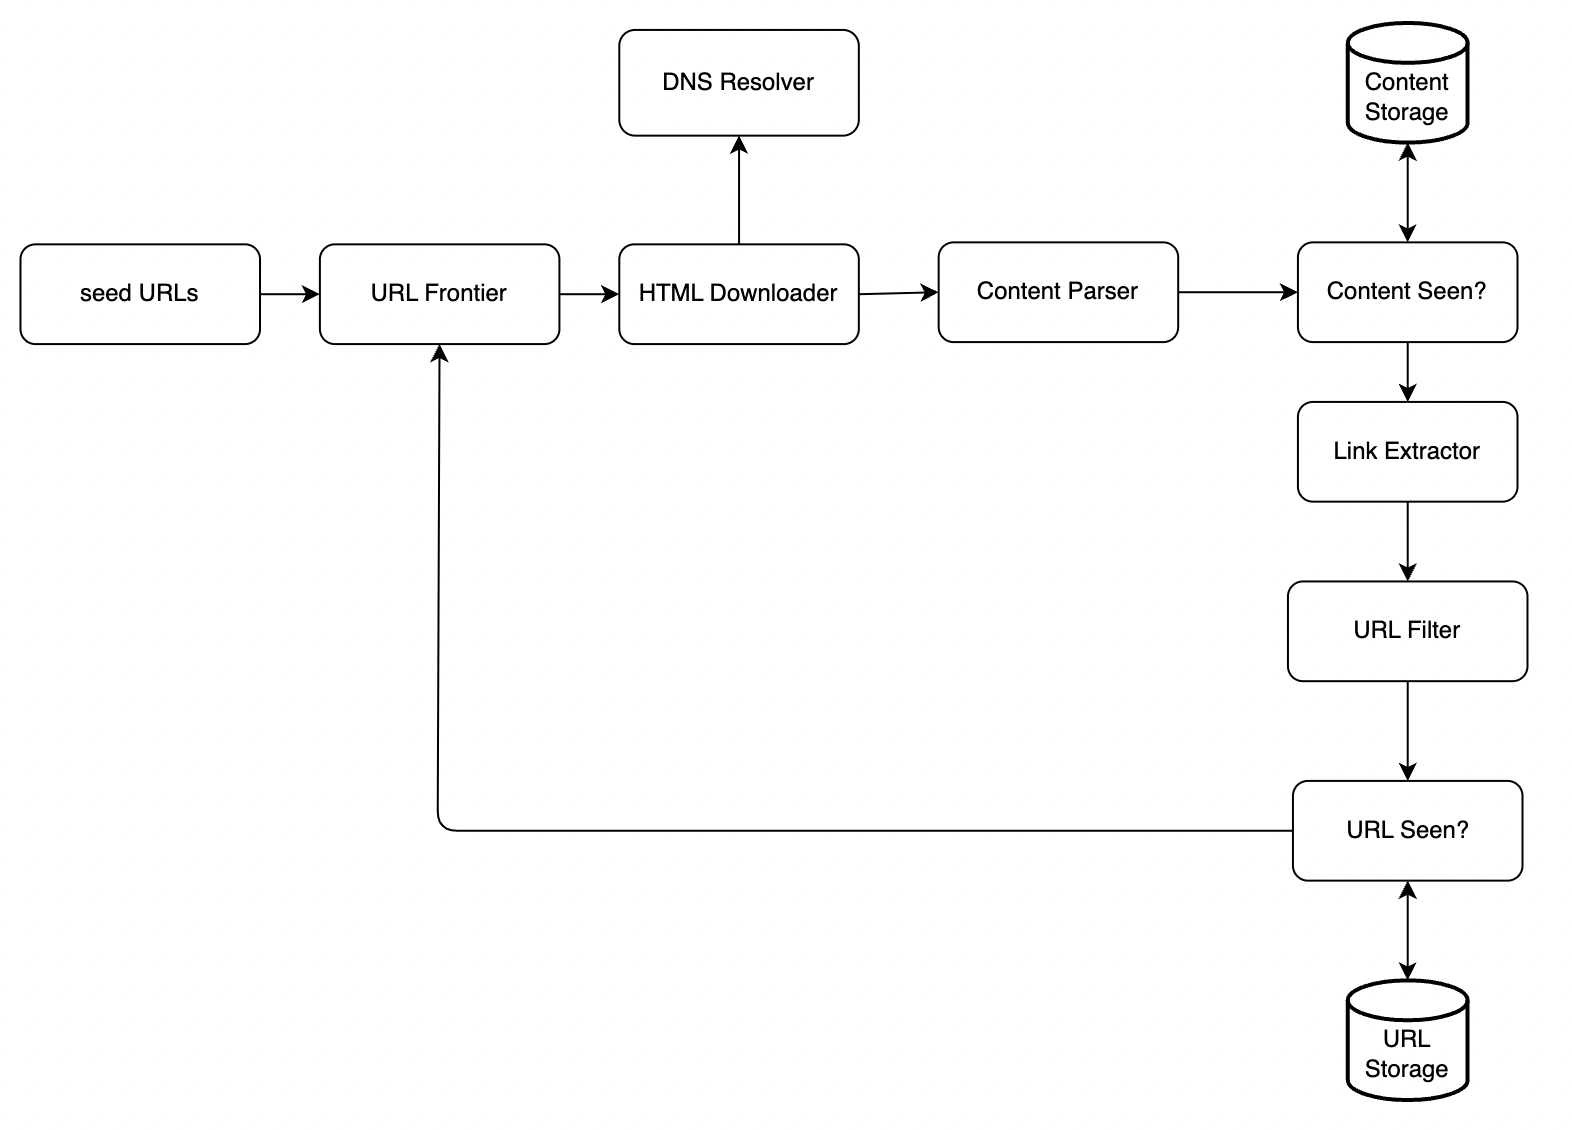 DNS Resolver
Content
Storage
seed URLs
URL Frontier
HTML Downloader
Content Parser
Content Seen?
Link Extractor
URL Filter
URL Seen?
URL
Storage